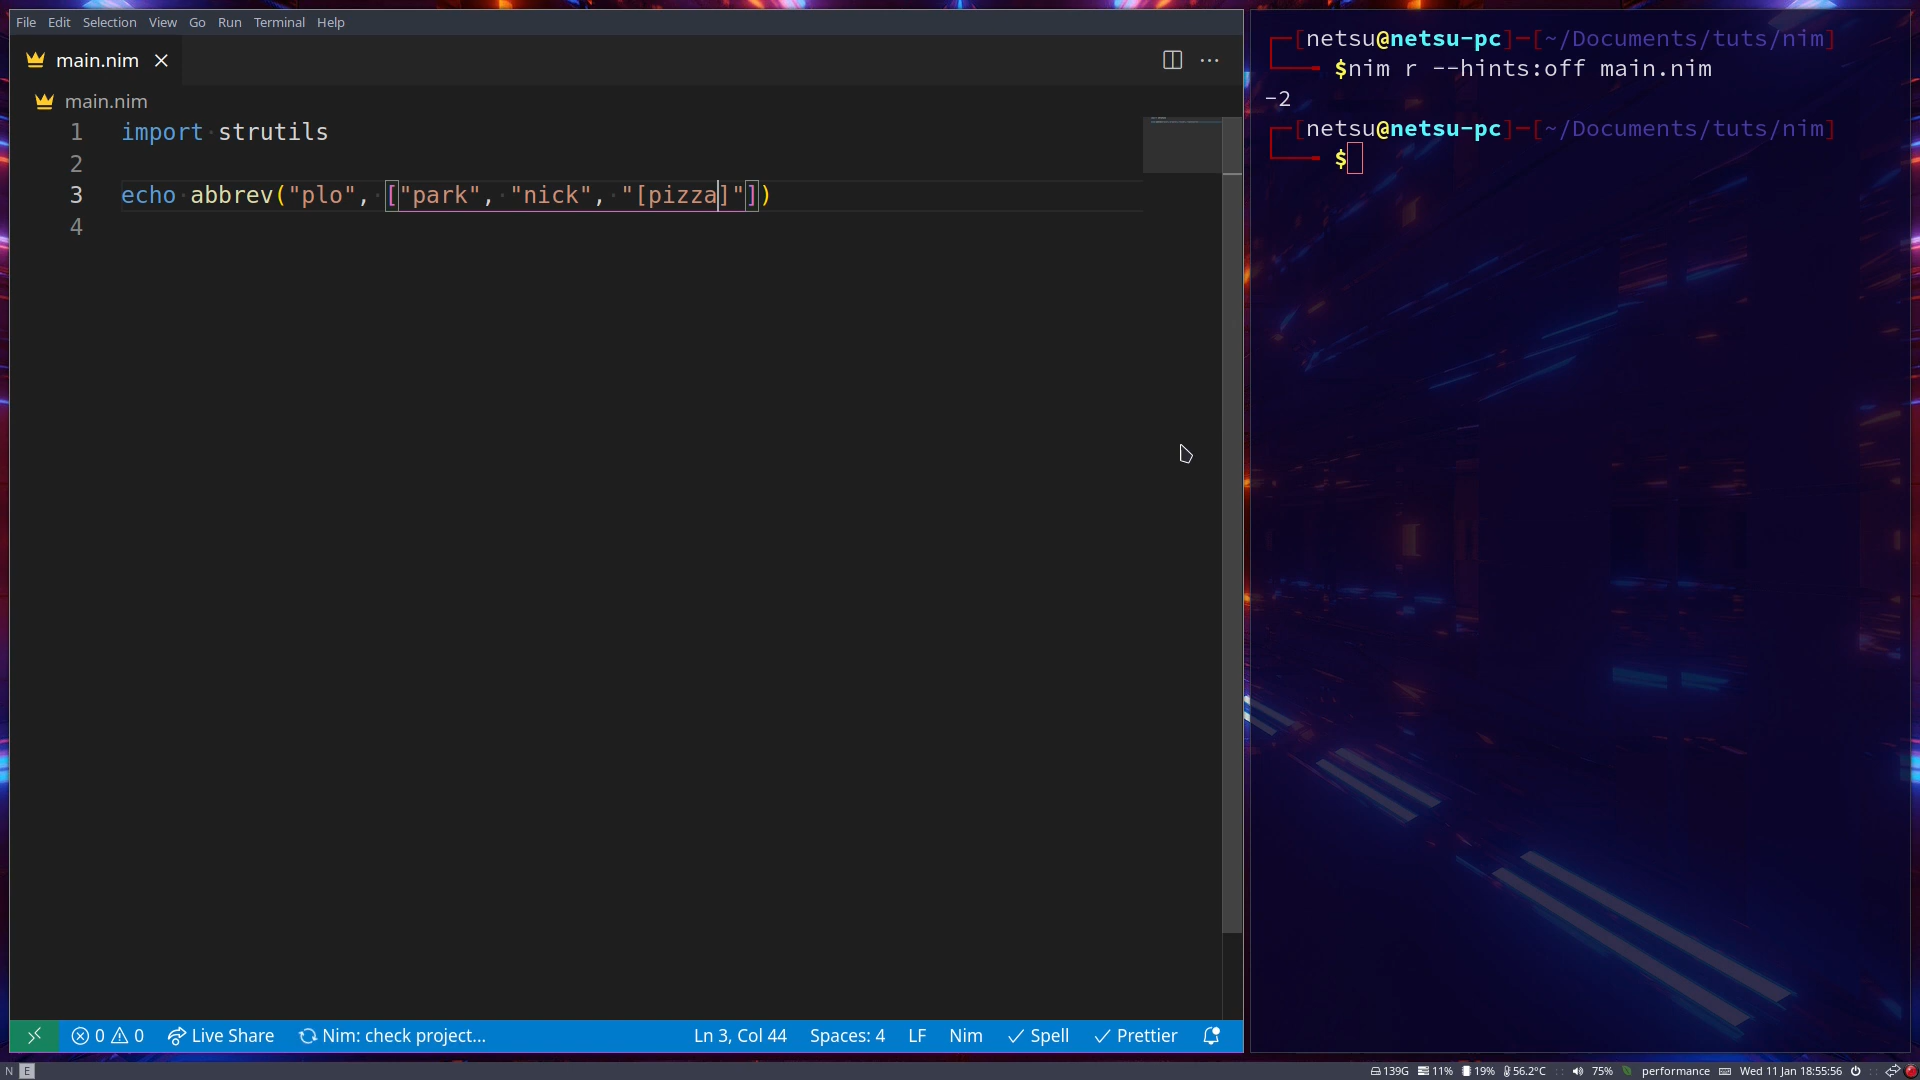 File Edit Selection View Go Run Terminal Help
main.nim
main.nim
1 import strutils
2
3 echo abbrev("plo", ["park", "nick", "[pizza]"])
4
0 0 Live Share Nim: check project... Ln 3, Col 44 Spaces: 4 LF Nim Spell Prettier
[netsu@netsu-pc]-[~/Documents/tuts/nim]
$nim r --hints:off main.nim
-2
[netsu@netsu-pc]-[~/Documents/tuts/nim]
$
N E 139G 11% 19% 56.2°C 75% performance Wed 11 Jan 18:55:56